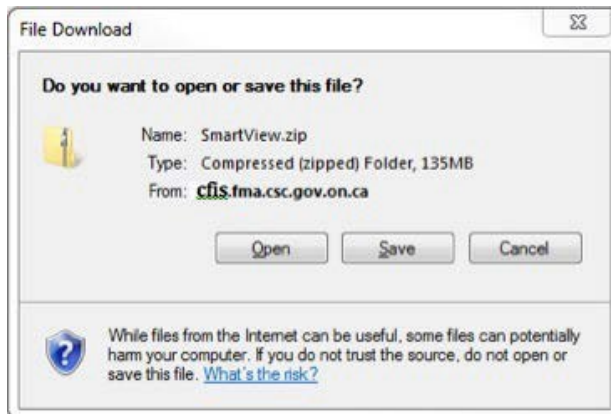 File Download
Do you want to open or save this file?
Name: SmartView.zip
Type: Compressed (zipped) Folder, 135MB
From: cfis.fma.csc.gov.on.ca
Open Save Cancel
While files from the Internet can be useful, some files can potentially
harm your computer. If you do not trust the source, do not open or
save this file. What's the risk?